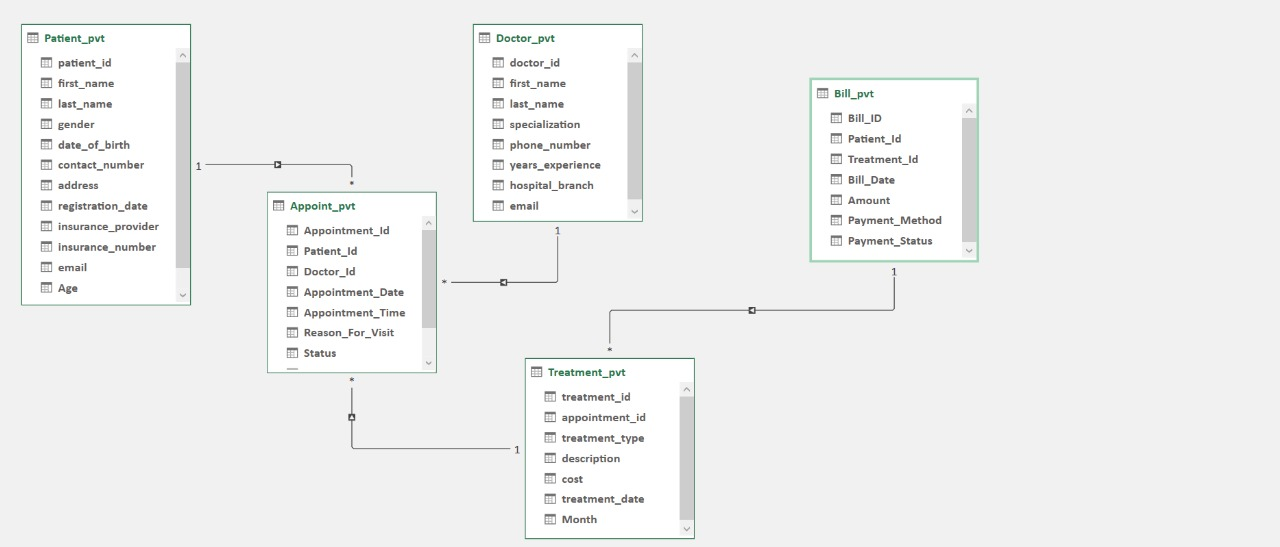 Patient_pvt
patient_id
first_name
last_name
gender
date_of_birth
contact_number
address
registration_date
insurance_provider
insurance_number
email
Age
1
*
Appoint_pvt
Appointment_Id
Patient_Id
Doctor_Id
Appointment_Date
Appointment_Time
Reason_For_Visit
Status
*
Doctor_pvt
doctor_id
first_name
last_name
specialization
phone_number
years_experience
hospital_branch
email
1
*
Bill_pvt
Bill_ID
Patient_Id
Treatment_Id
Bill_Date
Amount
Payment_Method
Payment_Status
1
*
Treatment_pvt
treatment_id
appointment_id
treatment_type
description
cost
treatment_date
Month
1